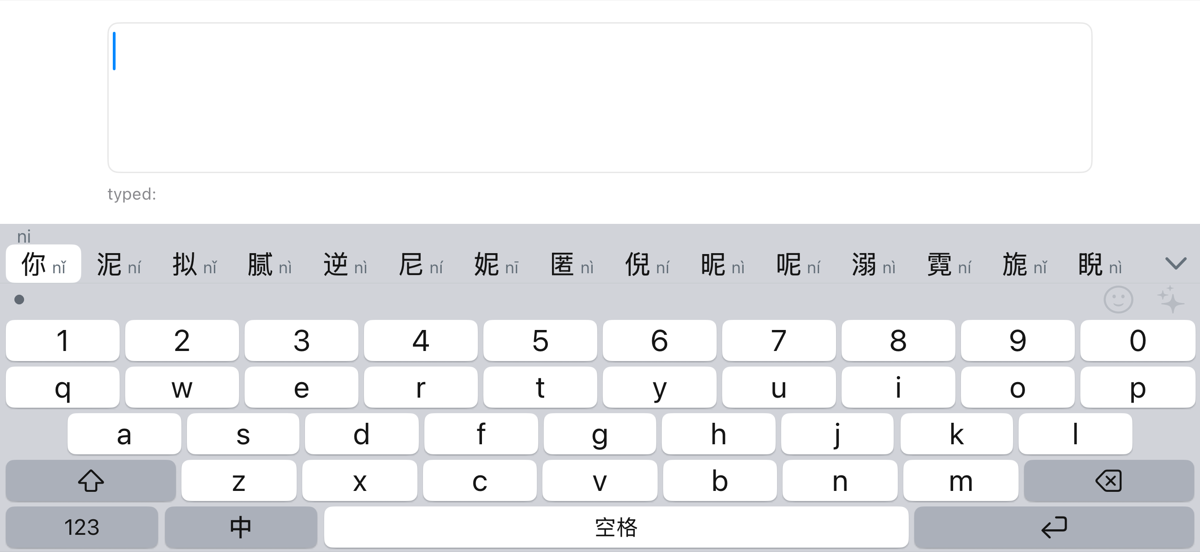 typed:
ni
你 nǐ 泥 ní 拟 nǐ 腻 nì 逆 nì 尼 ní 妮 nī 匿 nì 倪 ní 昵 nì 呢 ní 溺 nì 霓 ní 旎 nǐ 睨 nì
1 2 3 4 5 6 7 8 9 0
q w e r t y u i o p
a s d f g h j k l
z x c v b n m
123 中 空格